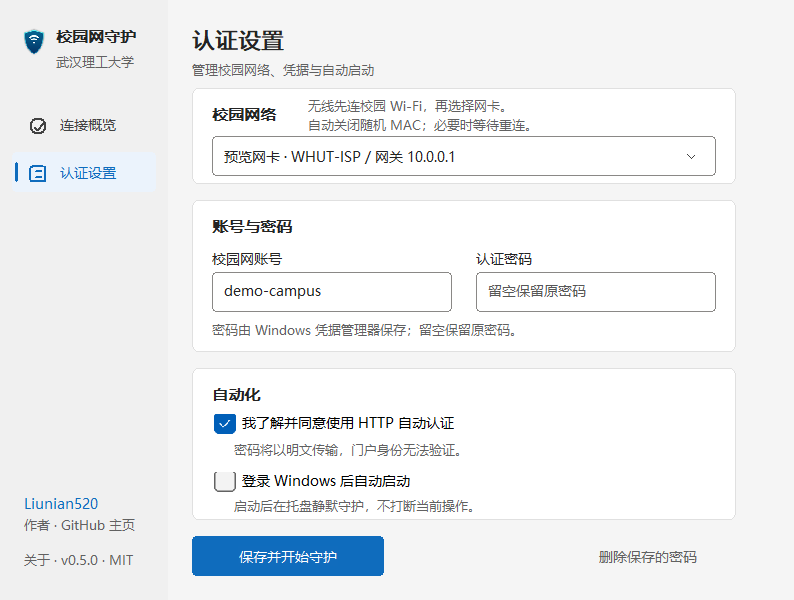 校园网守护
武汉理工大学
连接概览
认证设置
Liunian520
作者 · GitHub 主页
关于 · v0.5.0 · MIT
认证设置
管理校园网络、凭据与自动启动
校园网络
无线先连校园 Wi-Fi，再选择网卡。
自动关闭随机 MAC；必要时等待重连。
预览网卡 · WHUT-ISP / 网关 10.0.0.1
账号与密码
校园网账号
demo-campus
认证密码
留空保留原密码
密码由 Windows 凭据管理器保存；留空保留原密码。
自动化
我了解并同意使用 HTTP 自动认证
密码将以明文传输，门户身份无法验证。
登录 Windows 后自动启动
启动后在托盘静默守护，不打断当前操作。
保存并开始守护
删除保存的密码